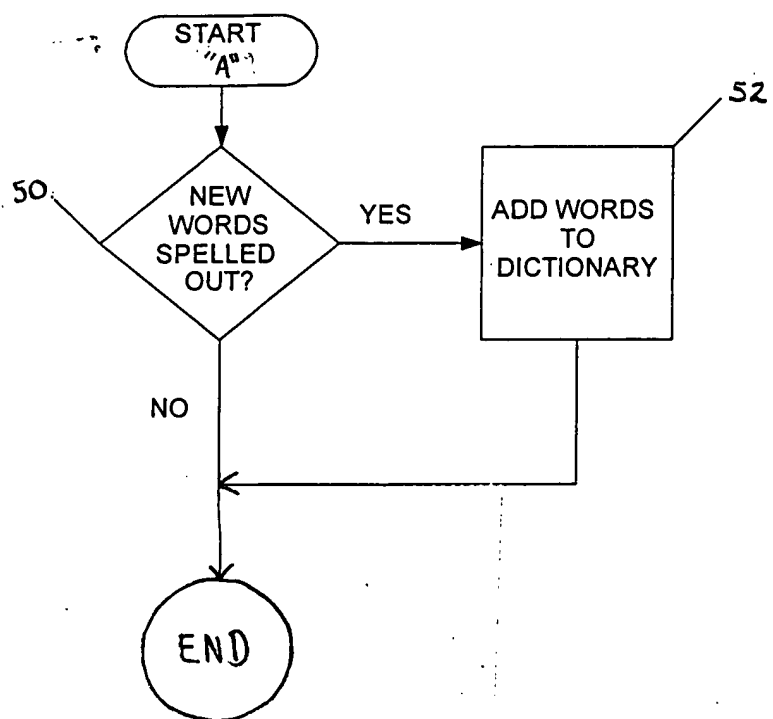 START
"A"
52
50
NEW
WORDS
SPELLED
OUT?
YES
ADD WORDS
TO
DICTIONARY
NO
END